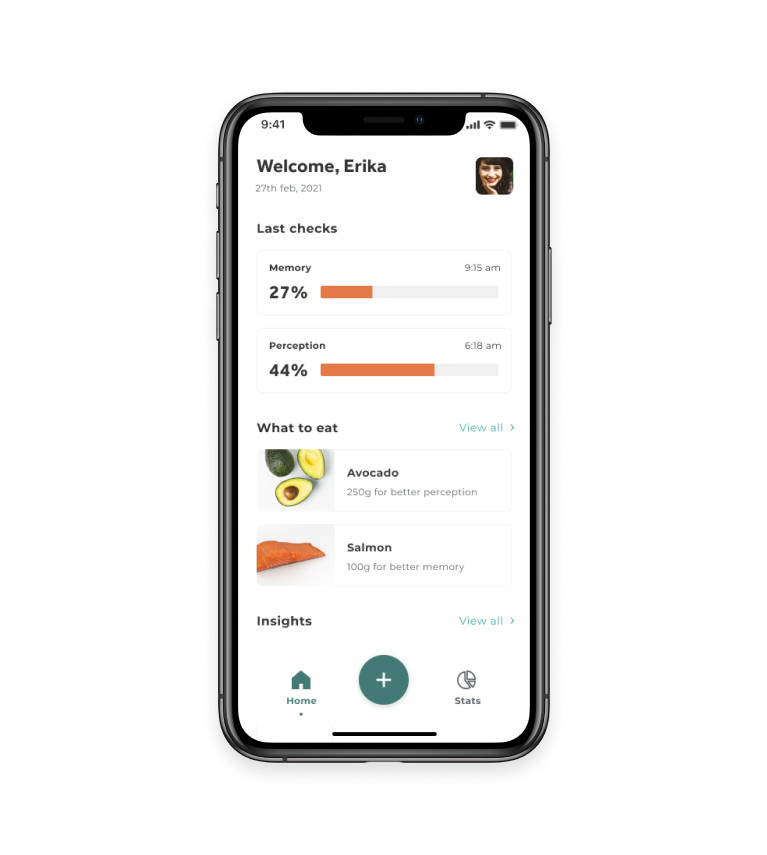 9:41
Welcome, Erika
27th feb, 2021
Last checks
Memory 9:15 am
27%
Perception 6:18 am
44%
What to eat View all
Avocado
250g for better perception
Salmon
100g for better memory
Insights View all
Home Stats